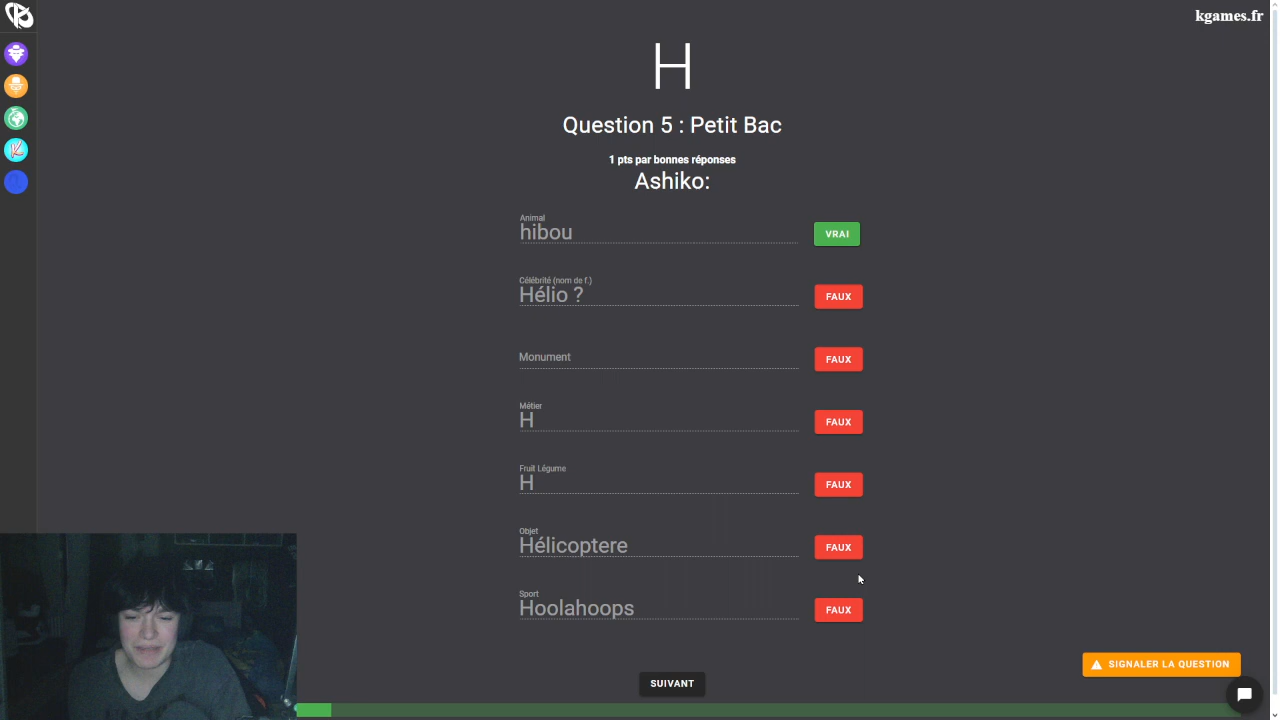 kgames.fr
H
Question 5 : Petit Bac
1 pts par bonnes réponses
Ashiko:
Animal
hibou
VRAI
Célébrité (nom de f.)
Hélio ?
FAUX
Monument
FAUX
Métier
H
FAUX
Fruit Légume
H
FAUX
Objet
Hélicoptere
FAUX
Sport
Hoolahoops
FAUX
SIGNALER LA QUESTION
SUIVANT